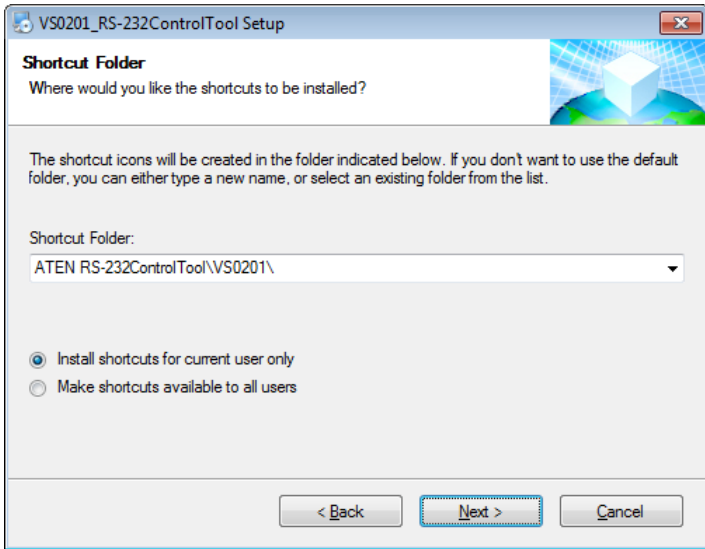 VS0201_RS-232ControlTool Setup
Shortcut Folder
Where would you like the shortcuts to be installed?
The shortcut icons will be created in the folder indicated below. If you don't want to use the default
folder, you can either type a new name, or select an existing folder from the list.
Shortcut Folder:
ATEN RS-232ControlTool\VS0201\
Install shortcuts for current user only
Make shortcuts available to all users
< Back
Next >
Cancel